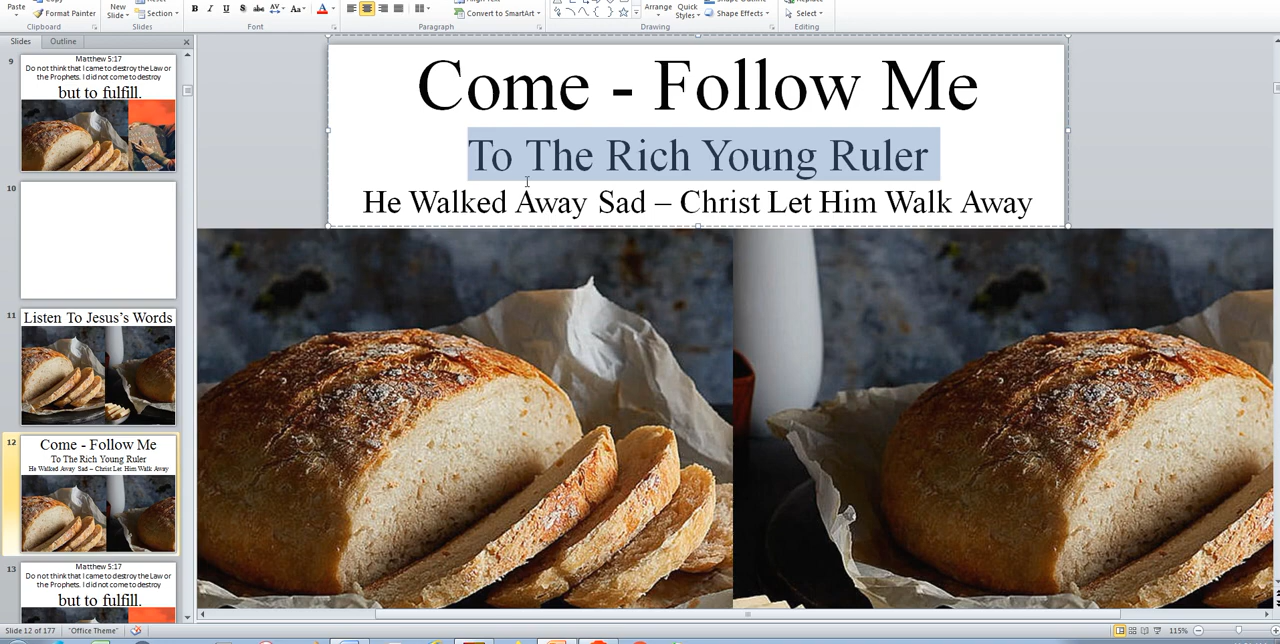 Paste
Copy
Format Painter
New
Slide
Section
B I U S abc AV Aa A
Convert to SmartArt
Arrange
Quick
Styles
Shape Effects
Select
Clipboard
Slides
Font
Paragraph
Drawing
Editing
Slides
Outline
9
Matthew 5:17
Do not think that I came to destroy the Law or
the Prophets. I did not come to destroy
but to fulfill.
10
11
Listen To Jesus's Words
12
Come - Follow Me
To The Rich Young Ruler
He Walked Away Sad – Christ Let Him Walk Away
13
Matthew 5:17
Do not think that I came to destroy the Law or
the Prophets. I did not come to destroy
but to fulfill.
Come - Follow Me
To The Rich Young Ruler
He Walked Away Sad – Christ Let Him Walk Away
Slide 12 of 177
"Office Theme"
115%